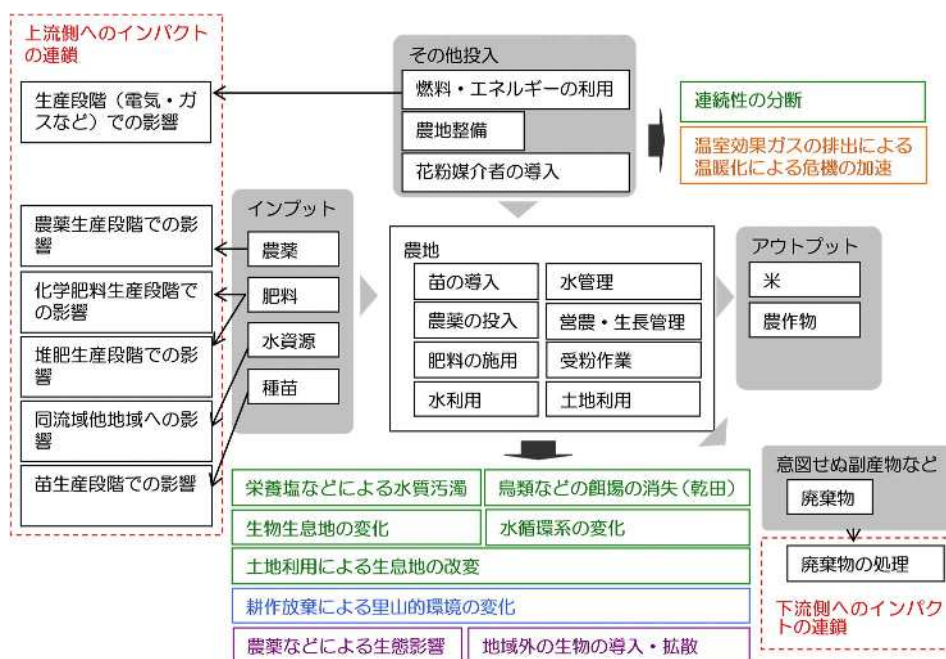 上流側へのインパクト
の連鎖
生産段階（電気・ガ
スなど）での影響
その他投入
燃料・エネルギーの利用
農地整備
花粉媒介者の導入
連続性の分断
温室効果ガスの排出による
温暖化による危機の加速
農薬生産段階での影
響
化学肥料生産段階で
の影響
堆肥生産段階での影
響
同流域他地域への影
響
苗生産段階での影響
インプット
農薬
肥料
水資源
種苗
農地
苗の導入
水管理
農薬の投入
営農・生長管理
肥料の施用
受粉作業
水利用
土地利用
アウトプット
米
農作物
栄養塩などによる水質汚濁
鳥類などの餌場の消失（乾田）
生物生息地の変化
水循環系の変化
土地利用による生息地の改変
耕作放棄による里山的環境の変化
農薬などによる生態影響
地域外の生物の導入・拡散
意図せぬ副産物など
廃棄物
廃棄物の処理
下流側へのインパク
トの連鎖